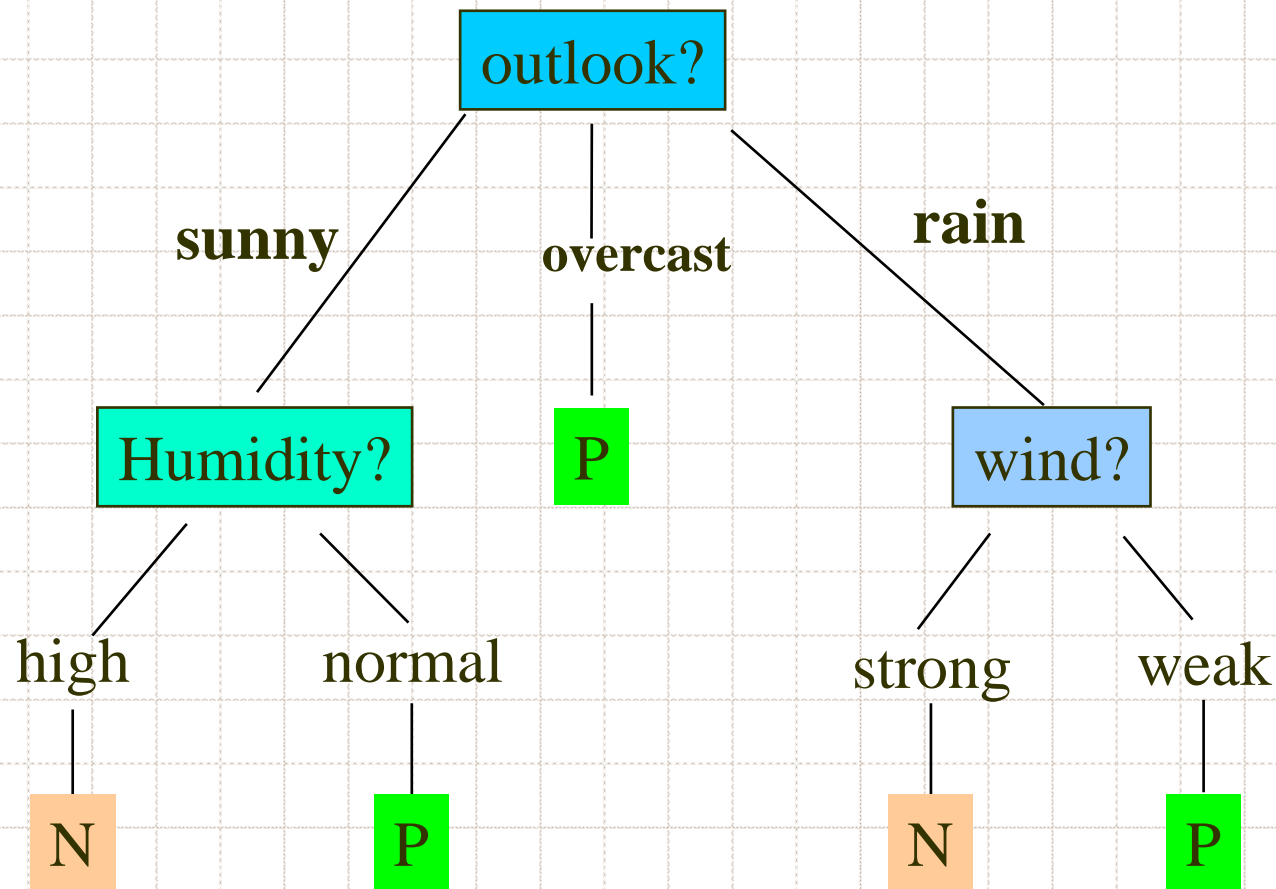 outlook?
sunny
overcast
rain
Humidity?
P
wind?
high
normal
strong
weak
N
P
N
P